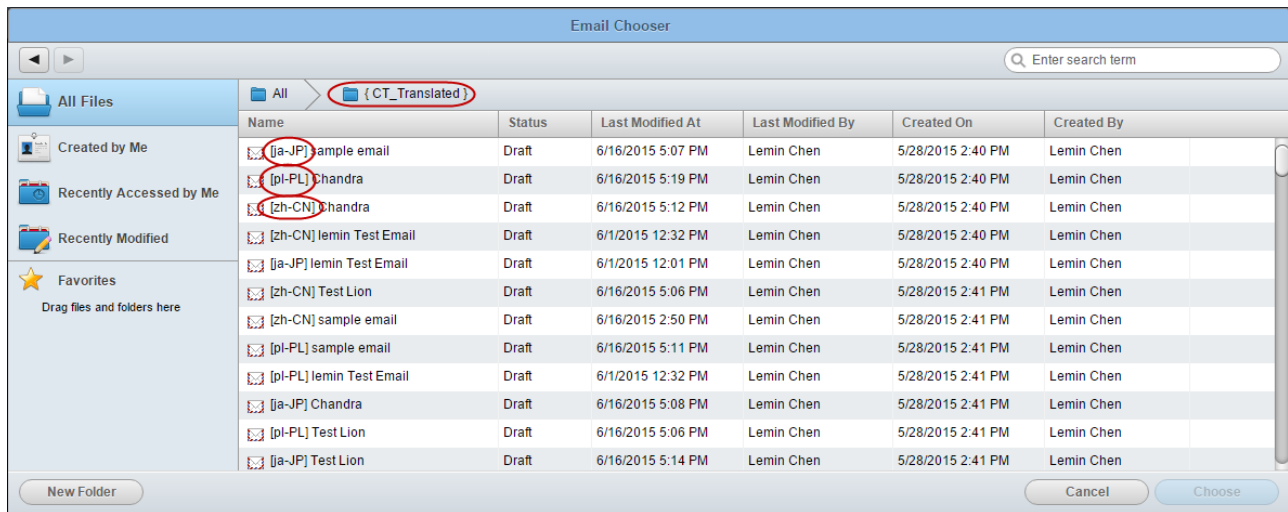 Email Chooser
Enter search term
All Files
Created by Me
Recently Accessed by Me
Recently Modified
Favorites
Drag files and folders here
All { CT_Translated }
Name Status Last Modified At Last Modified By Created On Created By
[ja-JP] sample email Draft 6/16/2015 5:07 PM Lemin Chen 5/28/2015 2:40 PM Lemin Chen
[pl-PL] Chandra Draft 6/16/2015 5:19 PM Lemin Chen 5/28/2015 2:40 PM Lemin Chen
[zh-CN] Chandra Draft 6/16/2015 5:12 PM Lemin Chen 5/28/2015 2:40 PM Lemin Chen
[zh-CN] lemin Test Email Draft 6/1/2015 12:32 PM Lemin Chen 5/28/2015 2:40 PM Lemin Chen
[ja-JP] lemin Test Email Draft 6/1/2015 12:01 PM Lemin Chen 5/28/2015 2:40 PM Lemin Chen
[zh-CN] Test Lion Draft 6/16/2015 5:06 PM Lemin Chen 5/28/2015 2:41 PM Lemin Chen
[zh-CN] sample email Draft 6/16/2015 2:50 PM Lemin Chen 5/28/2015 2:41 PM Lemin Chen
[pl-PL] sample email Draft 6/16/2015 5:11 PM Lemin Chen 5/28/2015 2:41 PM Lemin Chen
[pl-PL] lemin Test Email Draft 6/1/2015 12:32 PM Lemin Chen 5/28/2015 2:41 PM Lemin Chen
[ja-JP] Chandra Draft 6/16/2015 5:08 PM Lemin Chen 5/28/2015 2:41 PM Lemin Chen
[pl-PL] Test Lion Draft 6/16/2015 5:06 PM Lemin Chen 5/28/2015 2:41 PM Lemin Chen
[ja-JP] Test Lion Draft 6/16/2015 5:14 PM Lemin Chen 5/28/2015 2:41 PM Lemin Chen
New Folder Cancel Choose